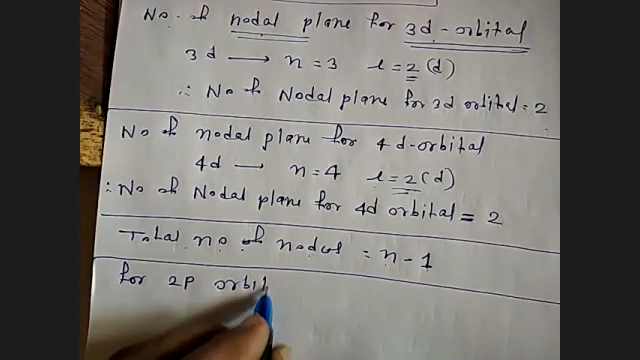 No. of nodal plane for 3d-orbital
3d → n = 3 l = 2 (d)
∴ No of Nodal plane for 3d orbital = 2
No of nodal plane for 4d-orbital
4d → n = 4 l = 2 (d)
∴ No of Nodal plane for 4d orbital = 2
Total no of nodes = n - 1
for 2P orbit